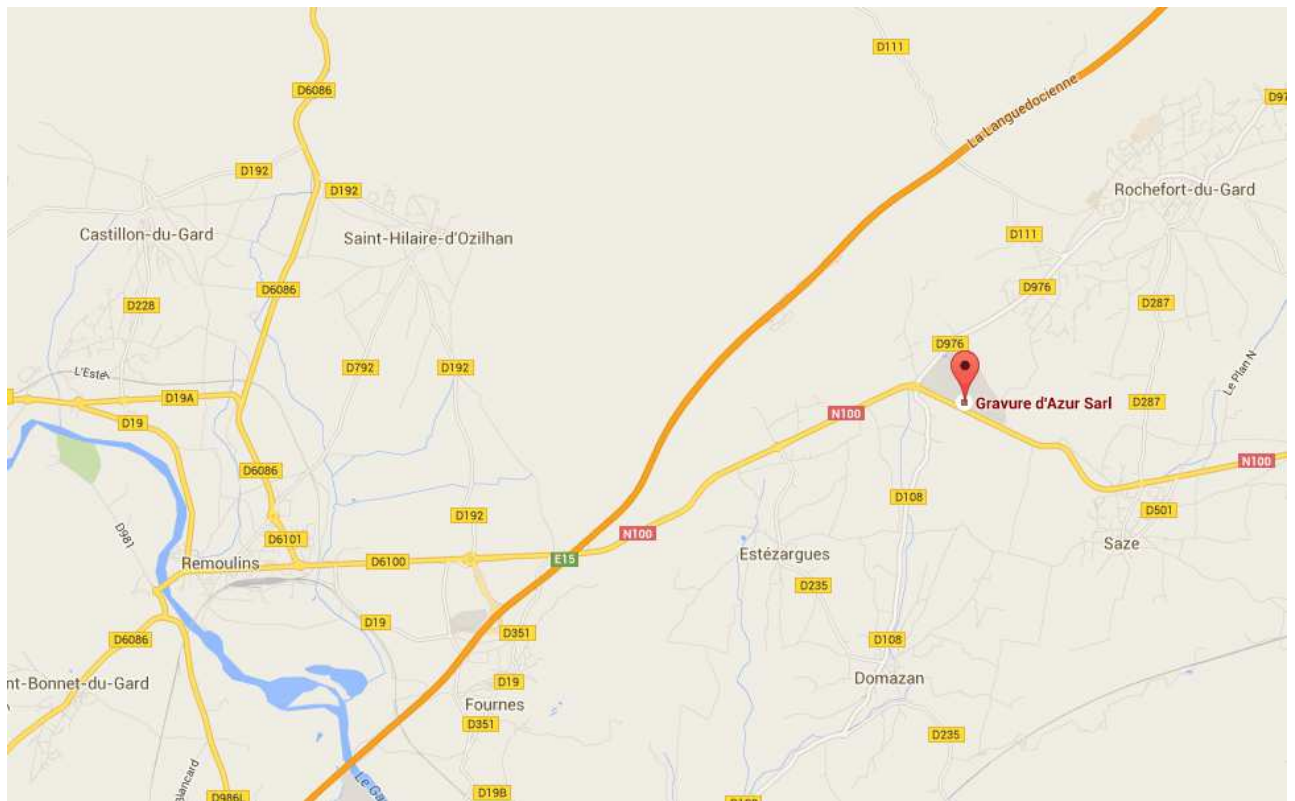 D6086
D111
La Languedocienne
D97
D192
D192
Rochefort-du-Gard
Castillon-du-Gard
Saint-Hilaire-d'Ozilhan
D111
D6086
D976
D228
D287
D976
D792
D192
L'Este
Le Plan N
D19A
Gravure d'Azur Sarl
D287
N100
D19
D6086
N100
D108
D501
D192
D981
N100
D6101
Saze
Estézargues
Remoulins
D6100
E15
D235
D19
D351
D6086
D108
nt-Bonnet-du-Gard
D19
Domazan
Fournes
D351
D235
Le Ga
D986L
D19B